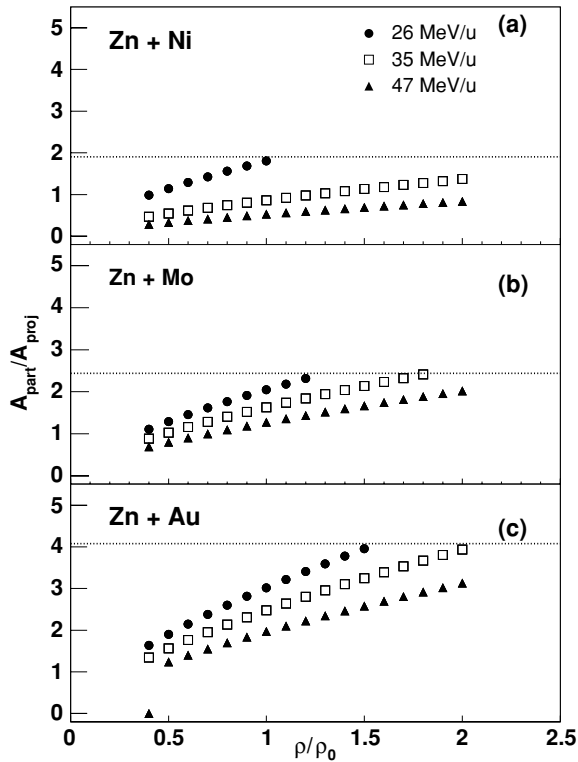 Zn + Ni
(a)
26 MeV/u
35 MeV/u
47 MeV/u
5
4
3
2
1
0
Zn + Mo
(b)
5
4
3
2
1
0
A_part/A_proj
Zn + Au
(c)
5
4
3
2
1
0
0 0.5 1 1.5 2 2.5
ρ/ρ₀